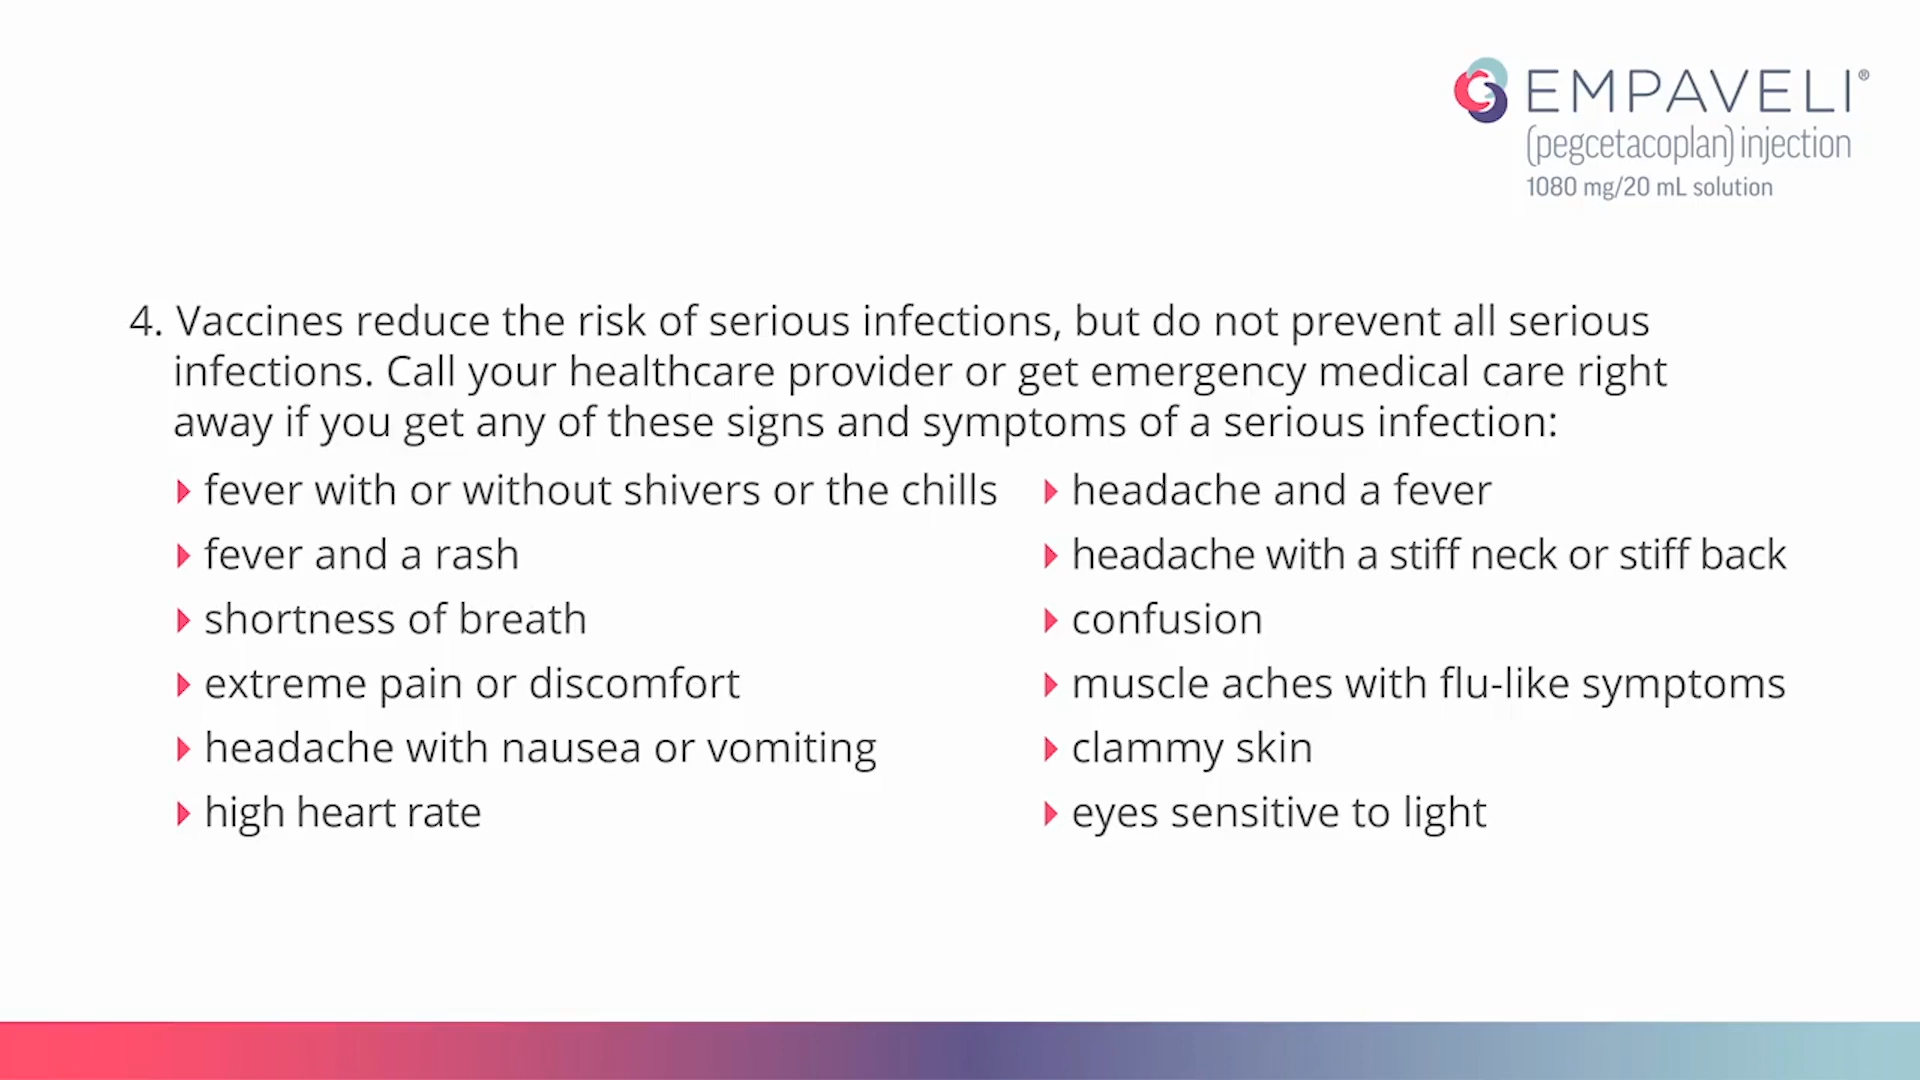 EMPAVELI®
(pegcetacoplan) injection
1080 mg/20 mL solution
4. Vaccines reduce the risk of serious infections, but do not prevent all serious
infections. Call your healthcare provider or get emergency medical care right
away if you get any of these signs and symptoms of a serious infection:
fever with or without shivers or the chills
fever and a rash
shortness of breath
extreme pain or discomfort
headache with nausea or vomiting
high heart rate
headache and a fever
headache with a stiff neck or stiff back
confusion
muscle aches with flu-like symptoms
clammy skin
eyes sensitive to light